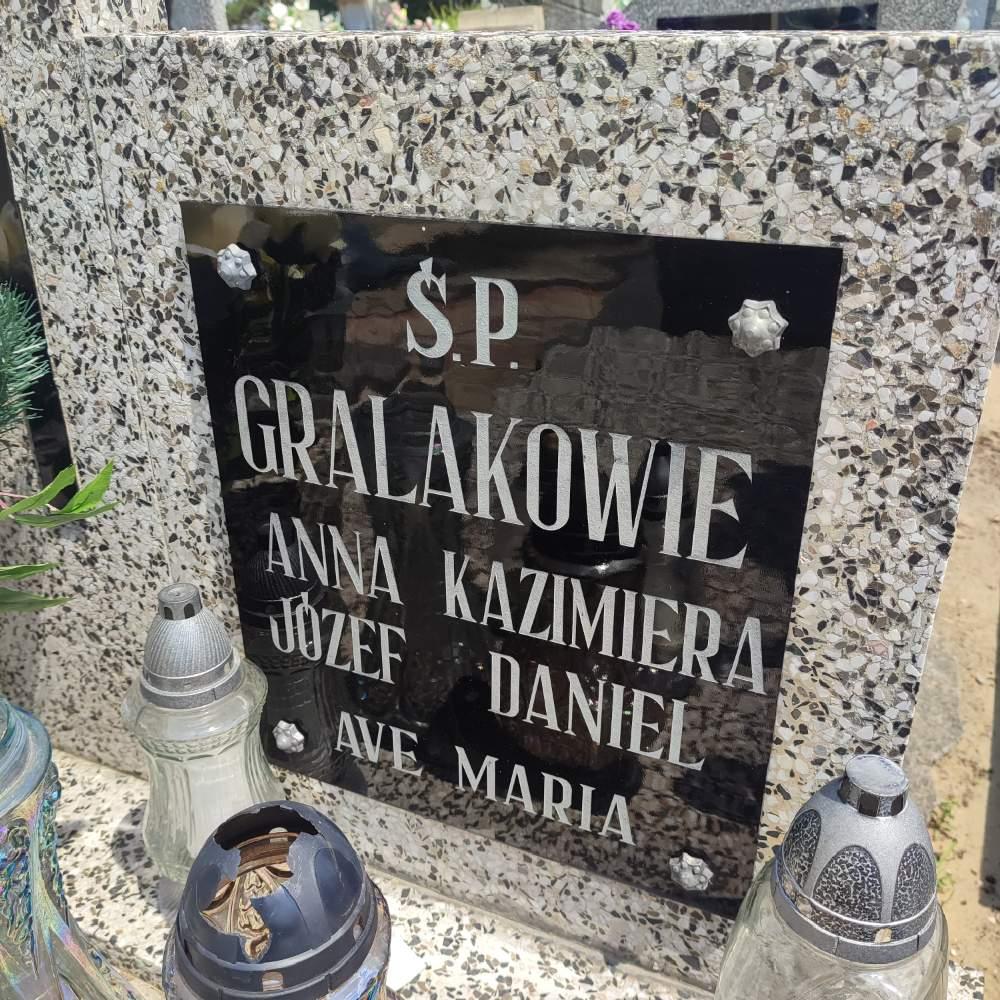 Ś.P.
GRALAKOWIE
ANNA KAZIMIERA
JÓZEF DANIEL
AVE MARIA